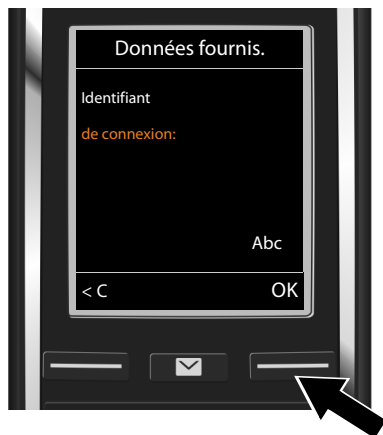 Données fournis.
Identifiant
de connexion:
Abc
< C
OK